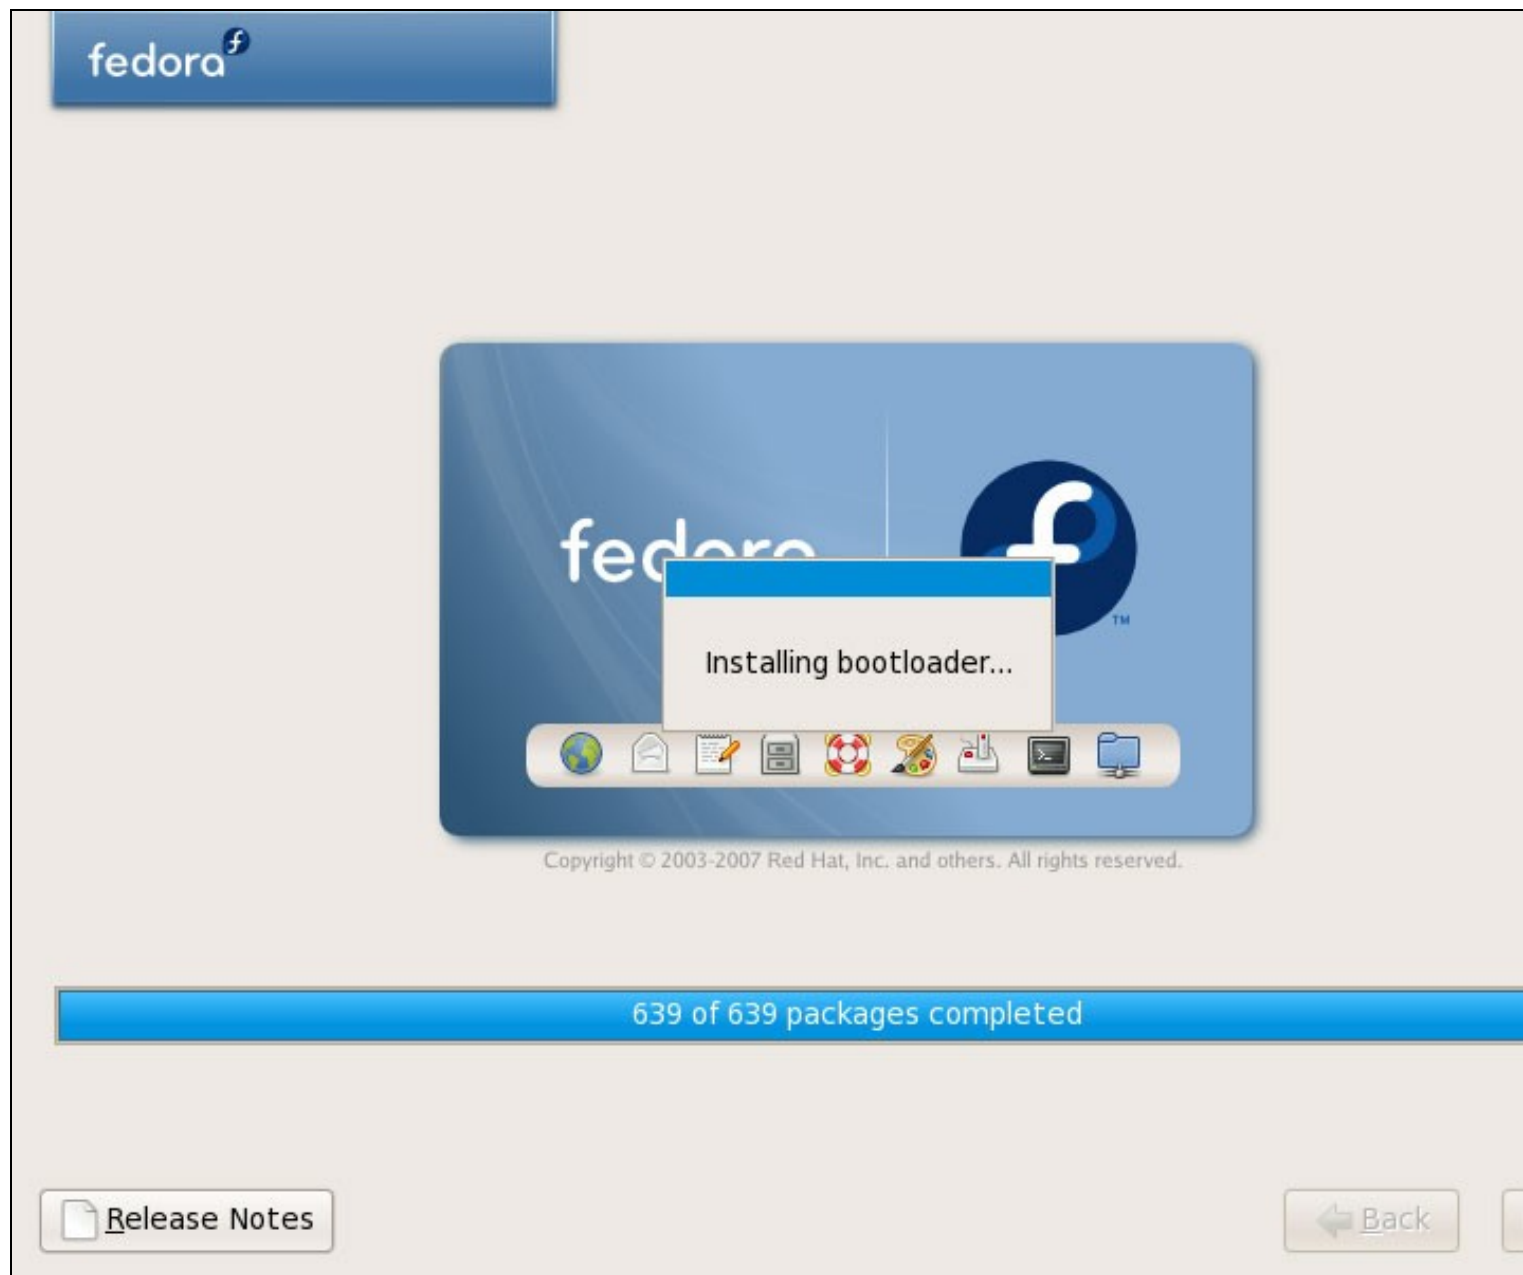 fedora
fedora
TM
Installing bootloader...
Copyright © 2003-2007 Red Hat, Inc. and others. All rights reserved.
639 of 639 packages completed
Release Notes
Back